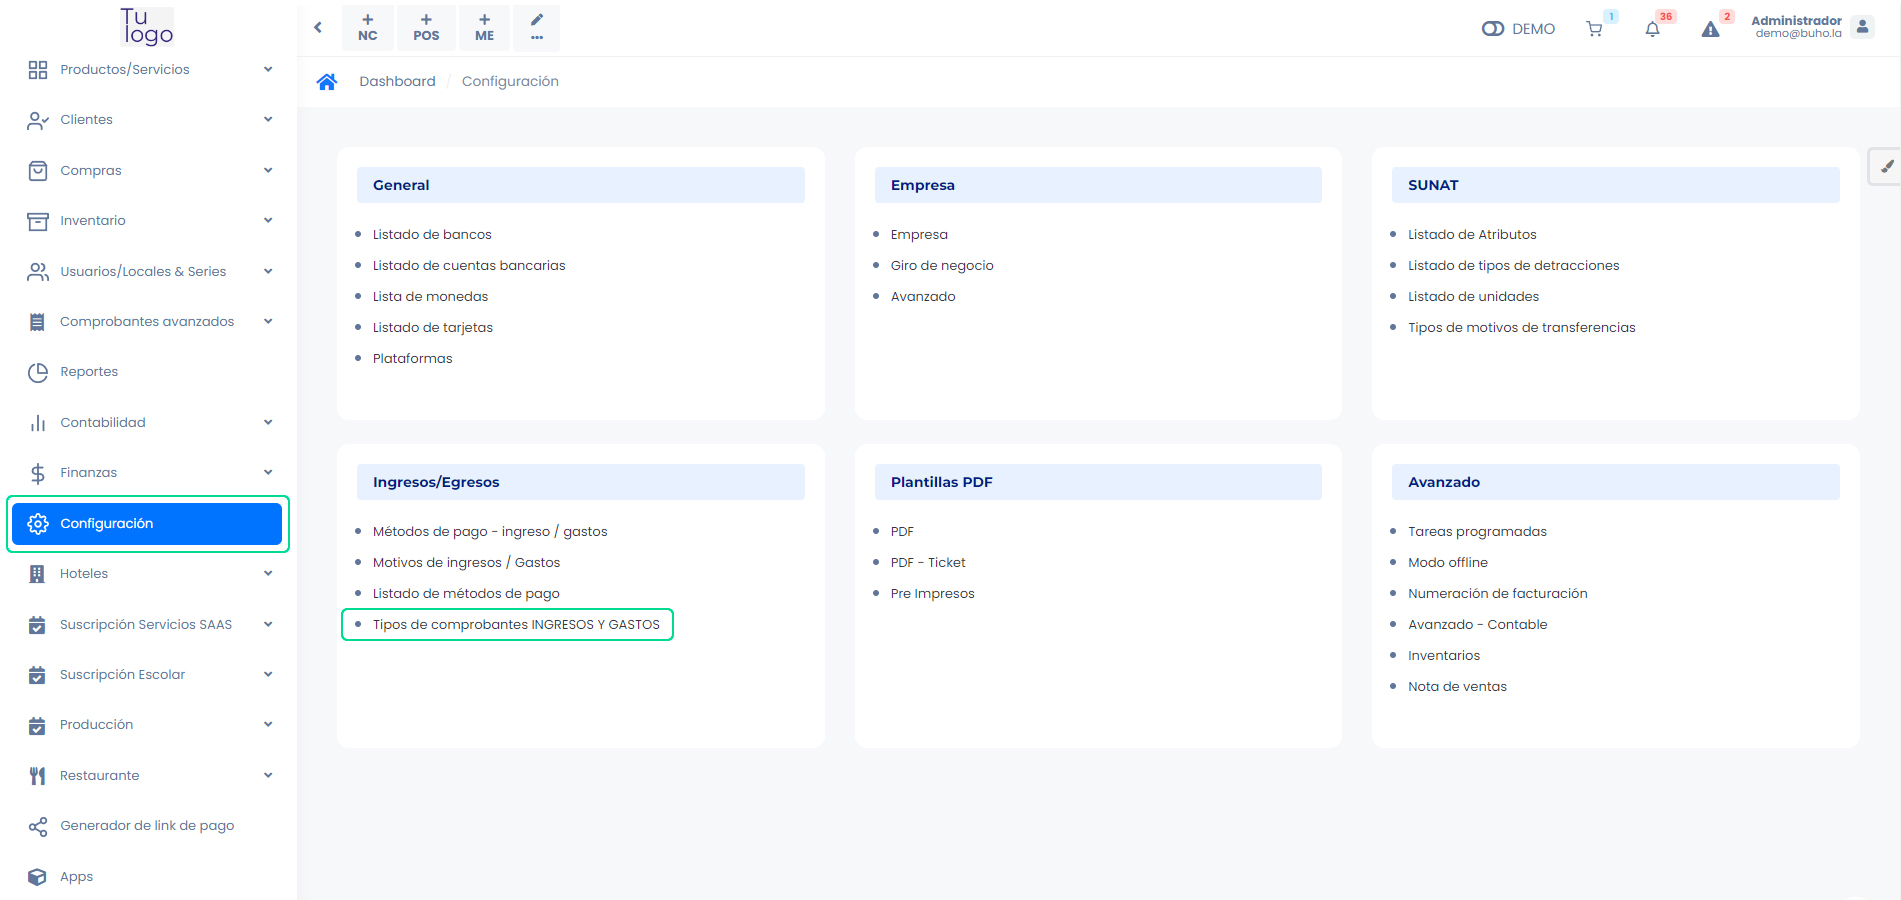 Tu
logo
Productos/Servicios
Clientes
Compras
Inventario
Usuarios/Locales & Series
Comprobantes avanzados
Reportes
Contabilidad
Finanzas
Configuración
Hoteles
Suscripción Servicios SAAS
Suscripción Escolar
Producción
Restaurante
Generador de link de pago
Apps
NC
POS
ME
DEMO
1
36
2
Administrador
demo@buho.la
Dashboard / Configuración
General
Listado de bancos
Listado de cuentas bancarias
Lista de monedas
Listado de tarjetas
Plataformas
Empresa
Empresa
Giro de negocio
Avanzado
SUNAT
Listado de Atributos
Listado de tipos de detracciones
Listado de unidades
Tipos de motivos de transferencias
Ingresos/Egresos
Métodos de pago - ingreso / gastos
Motivos de ingresos / Gastos
Listado de métodos de pago
Tipos de comprobantes INGRESOS Y GASTOS
Plantillas PDF
PDF
PDF - Ticket
Pre Impresos
Avanzado
Tareas programadas
Modo offline
Numeración de facturación
Avanzado - Contable
Inventarios
Nota de ventas